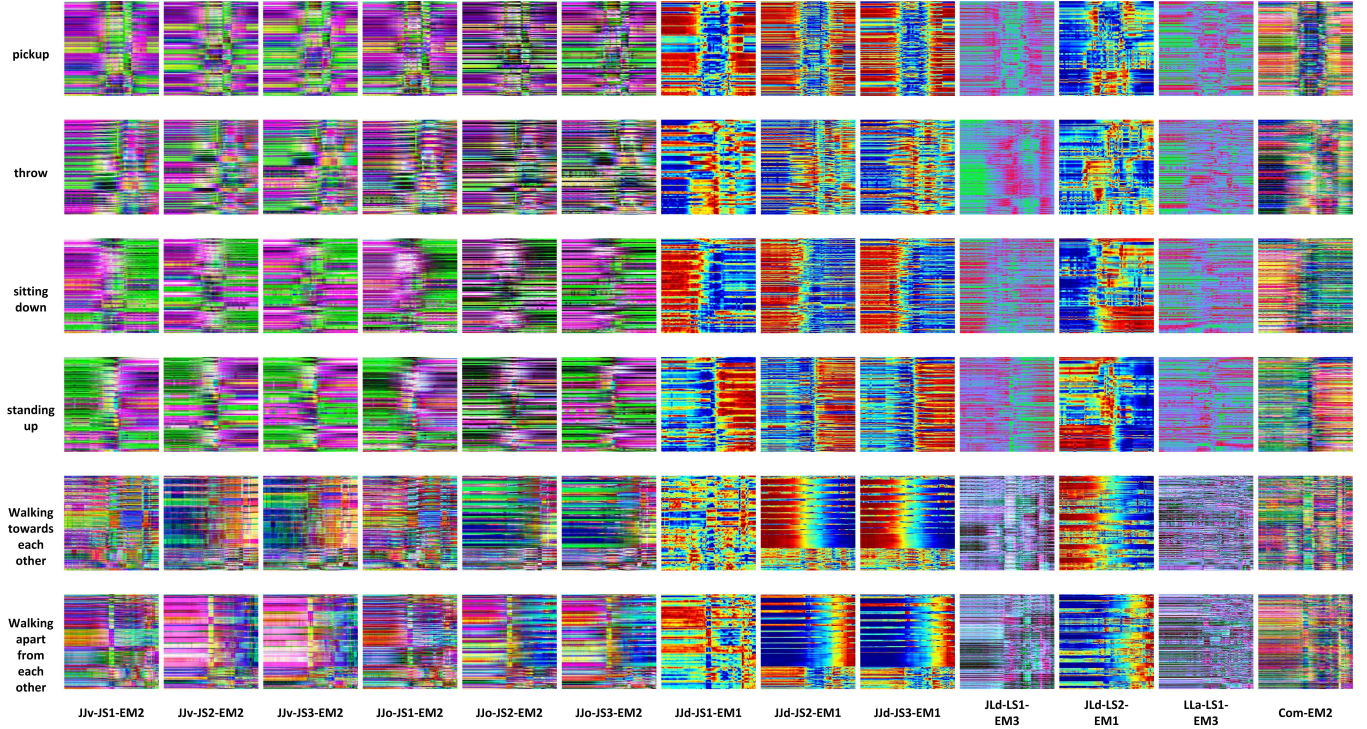 pickup
throw
sitting
down
standing
up
Walking
towards
each
other
Walking
apart
from
each
other
JJv-JS1-EM2
JJv-JS2-EM2
JJv-JS3-EM2
JJo-JS1-EM2
JJo-JS2-EM2
JJo-JS3-EM2
JJd-JS1-EM1
JJd-JS2-EM1
JJd-JS3-EM1
JLd-LS1-
EM3
JLd-LS2-
EM1
LLa-LS1-
EM3
Com-EM2